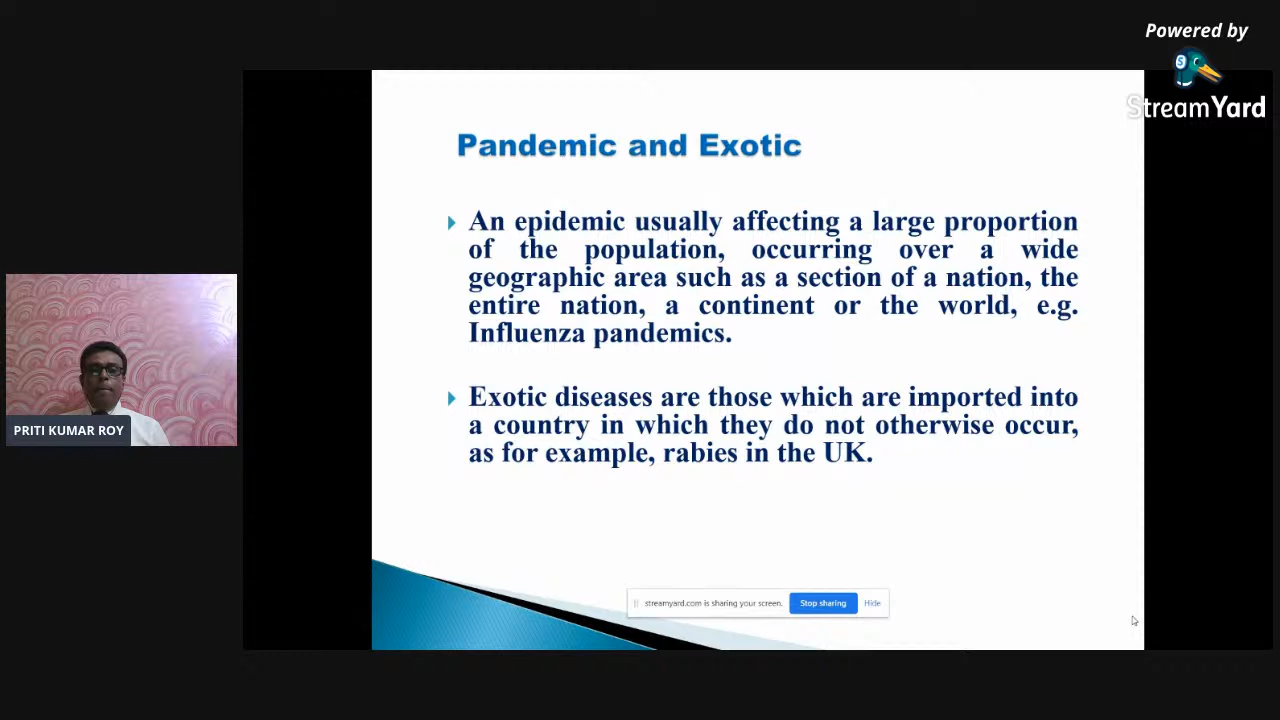 Powered by
StreamYard
Pandemic and Exotic
An epidemic usually affecting a large proportion
of the population, occurring over a wide
geographic area such as a section of a nation, the
entire nation, a continent or the world, e.g.
Influenza pandemics.
Exotic diseases are those which are imported into
a country in which they do not otherwise occur,
as for example, rabies in the UK.
PRITI KUMAR ROY
streamyard.com is sharing your screen.
Stop sharing
Hide